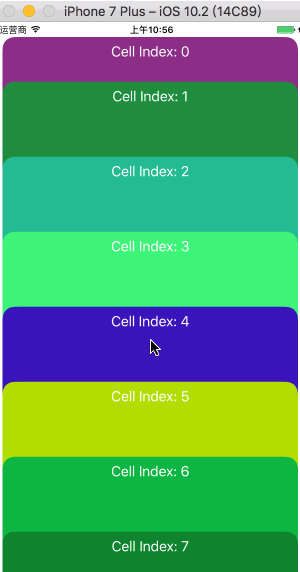 iPhone 7 Plus – iOS 10.2 (14C89)
运营商 上午10:56
Cell Index: 0
Cell Index: 1
Cell Index: 2
Cell Index: 3
Cell Index: 4
Cell Index: 5
Cell Index: 6
Cell Index: 7